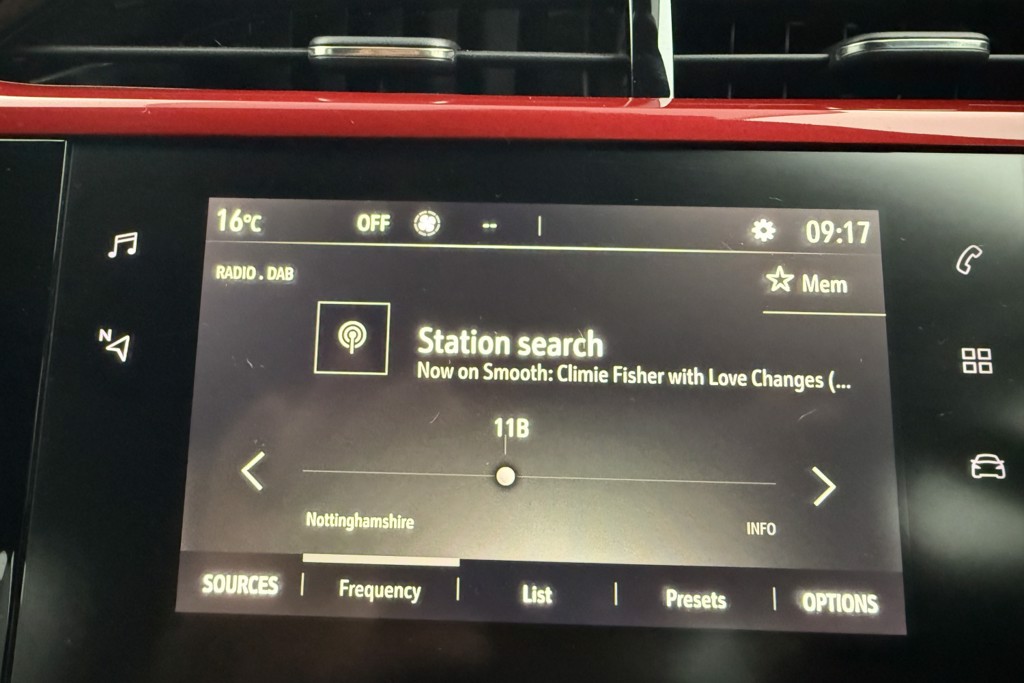 16°C OFF -- 09:17
RADIO . DAB
Mem
N
Station search
Now on Smooth: Climie Fisher with Love Changes (...
11B
Nottinghamshire INFO
SOURCES Frequency List Presets OPTIONS